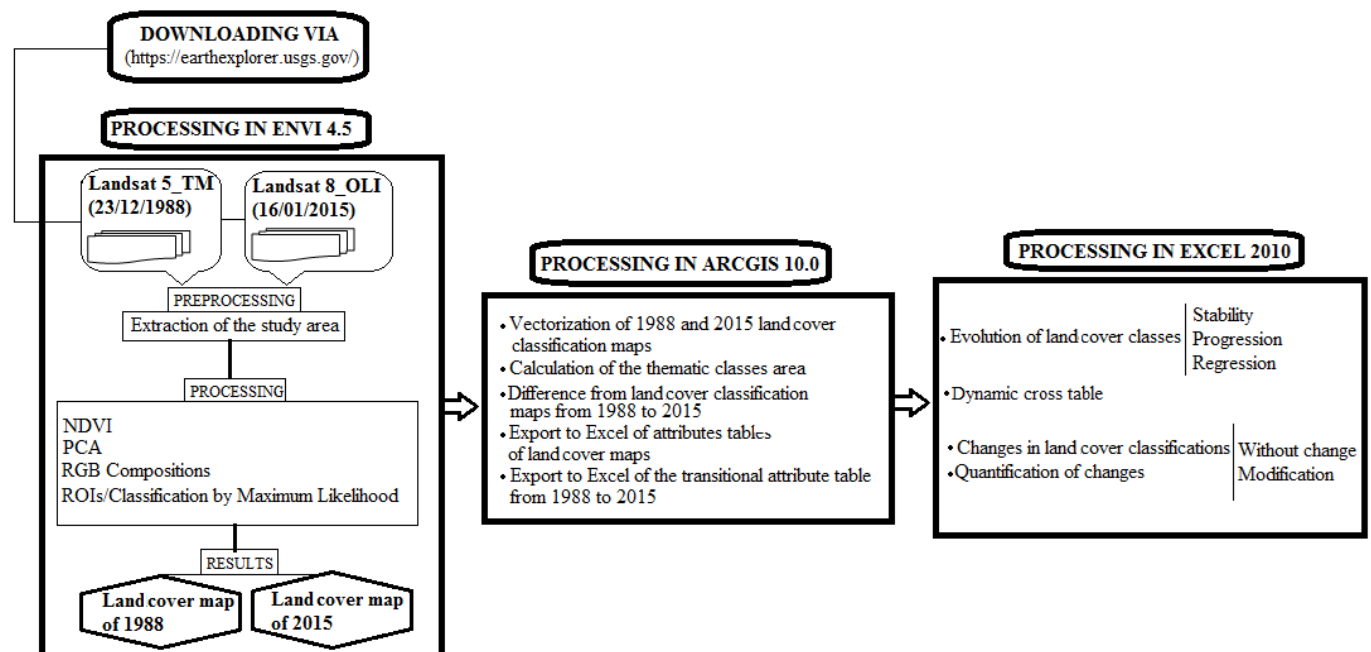 DOWNLOADING VIA
(https://earthexplorer.usgs.gov/)
PROCESSING IN ENVI 4.5
Landsat 5_TM
(23/12/1988)
Landsat 8_OLI
(16/01/2015)
PREPROCESSING
Extraction of the study area
PROCESSING
NDVI
PCA
RGB Compositions
ROIs/Classification by Maximum Likelihood
RESULTS
Land cover map
of 1988
Land cover map
of 2015
PROCESSING IN ARCGIS 10.0
• Vectorization of 1988 and 2015 land cover
classification maps
• Calculation of the thematic classes area
• Difference from land cover classification
maps from 1988 to 2015
• Export to Excel of attributes tables
of land cover maps
• Export to Excel of the transitional attribute table
from 1988 to 2015
PROCESSING IN EXCEL 2010
• Evolution of land cover classes
Stability
Progression
Regression
• Dynamic cross table
• Changes in land cover classifications
• Quantification of changes
Without change
Modification